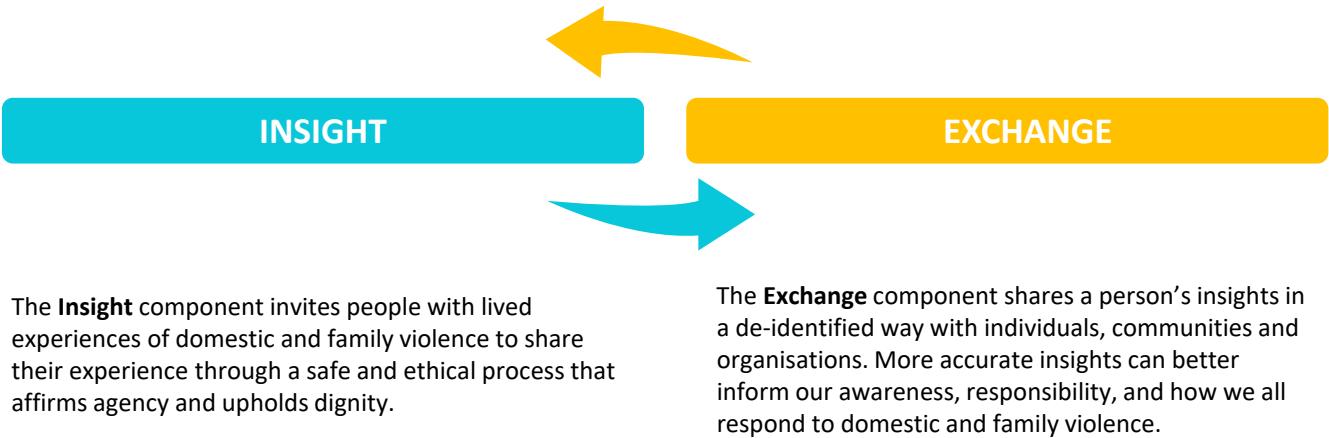 INSIGHT
EXCHANGE
The Insight component invites people with lived
experiences of domestic and family violence to share
their experience through a safe and ethical process that
affirms agency and upholds dignity.
The Exchange component shares a person’s insights in
a de-identified way with individuals, communities and
organisations. More accurate insights can better
inform our awareness, responsibility, and how we all
respond to domestic and family violence.